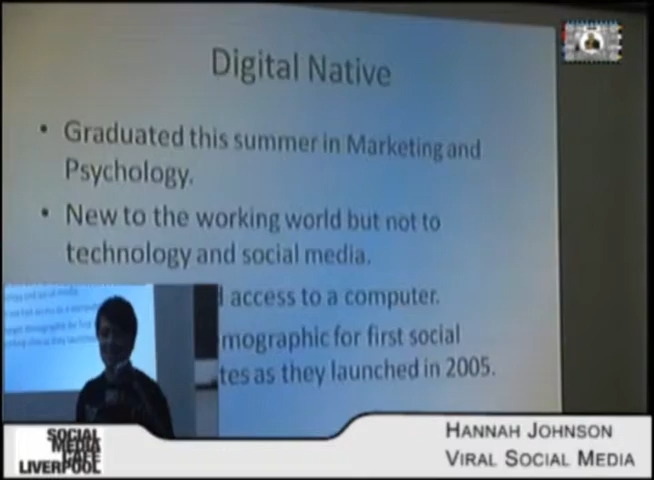 Digital Native
• Graduated this summer in Marketing and
Psychology.
• New to the working world but not to
technology and social media.
access to a computer.
mographic for first social
tes as they launched in 2005.
SOCIAL
MEDIA
CAFE
LIVERPOOL
HANNAH JOHNSON
VIRAL SOCIAL MEDIA